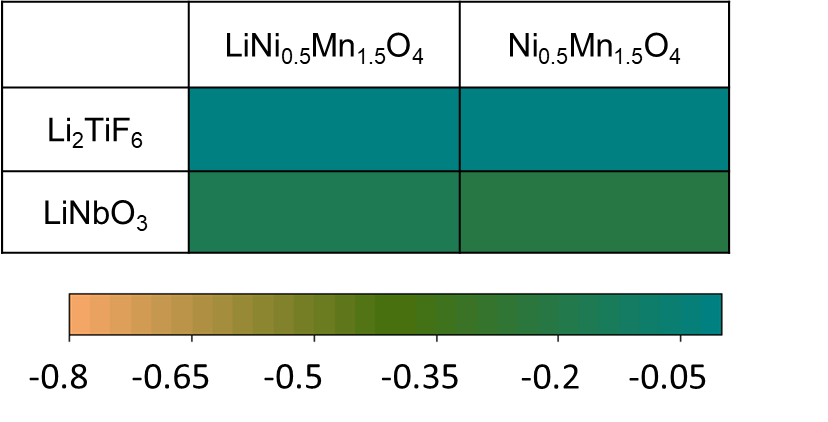 LiNi₀.₅Mn₁.₅O₄ Ni₀.₅Mn₁.₅O₄
Li₂TiF₆
LiNbO₃
-0.8 -0.65 -0.5 -0.35 -0.2 -0.05